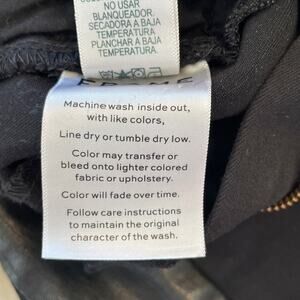 NO USAR
BLANQUEADOR.
SECADORA A BAJA
TEMPERATURA.
PLANCHAR A BAJA
TEMPERATURA.
Machine wash inside out,
with like colors,
Line dry or tumble dry low.
Color may transfer or
bleed onto lighter colored
fabric or upholstery.
Color will fade over time.
Follow care instructions
to maintain the original
character of the wash.